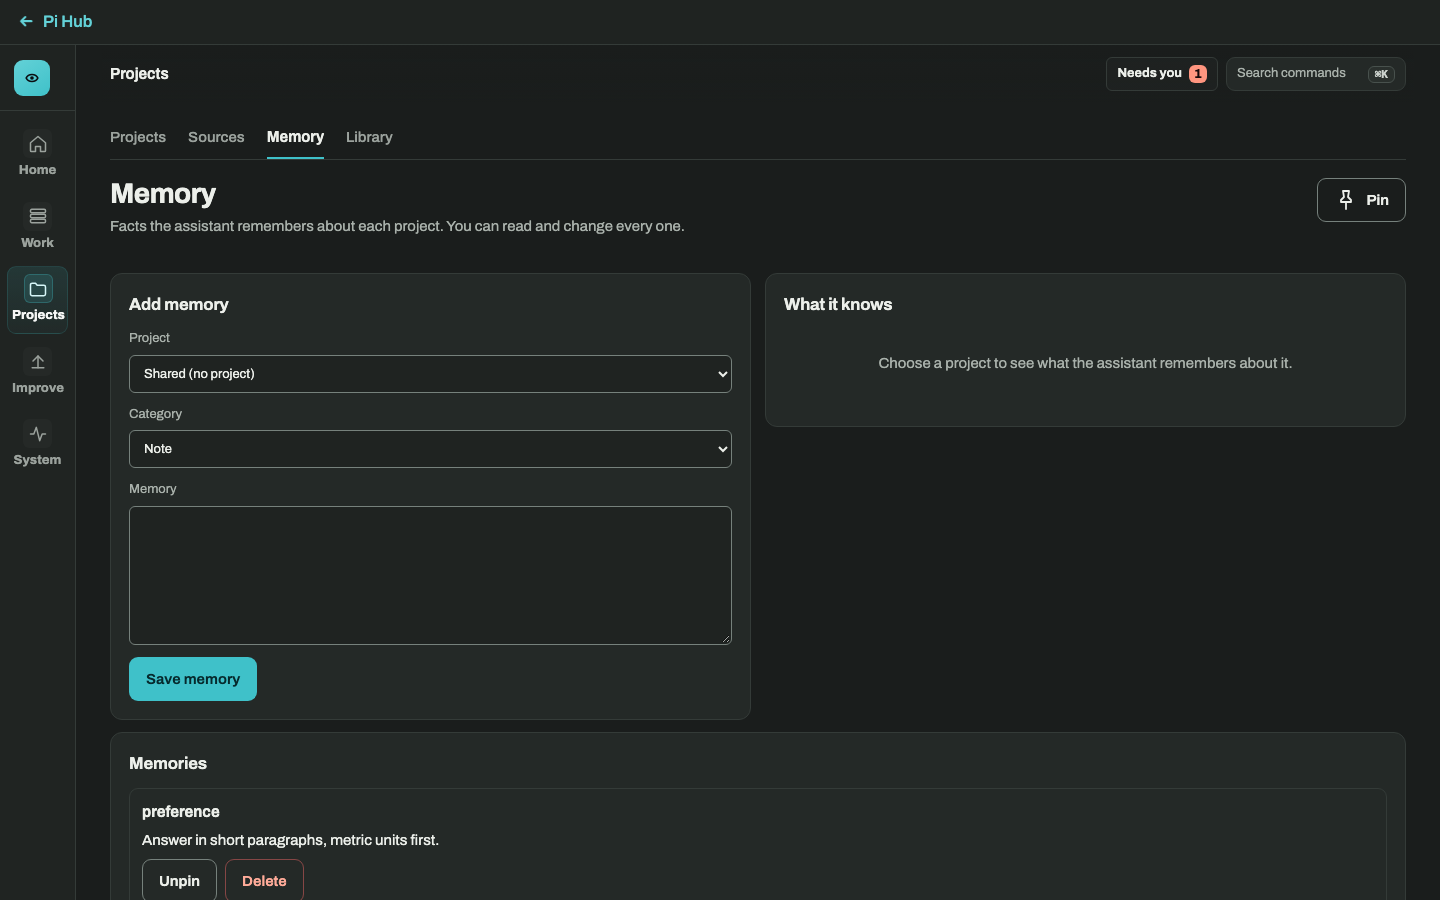 Pi Hub
Projects
Needs you 1
Search commands ⌘K
Home
Work
Projects
Improve
System
Projects Sources Memory Library
Memory
Facts the assistant remembers about each project. You can read and change every one.
Pin
Add memory
Project
Shared (no project)
Category
Note
Memory
Save memory
What it knows
Choose a project to see what the assistant remembers about it.
Memories
preference
Answer in short paragraphs, metric units first.
Unpin Delete